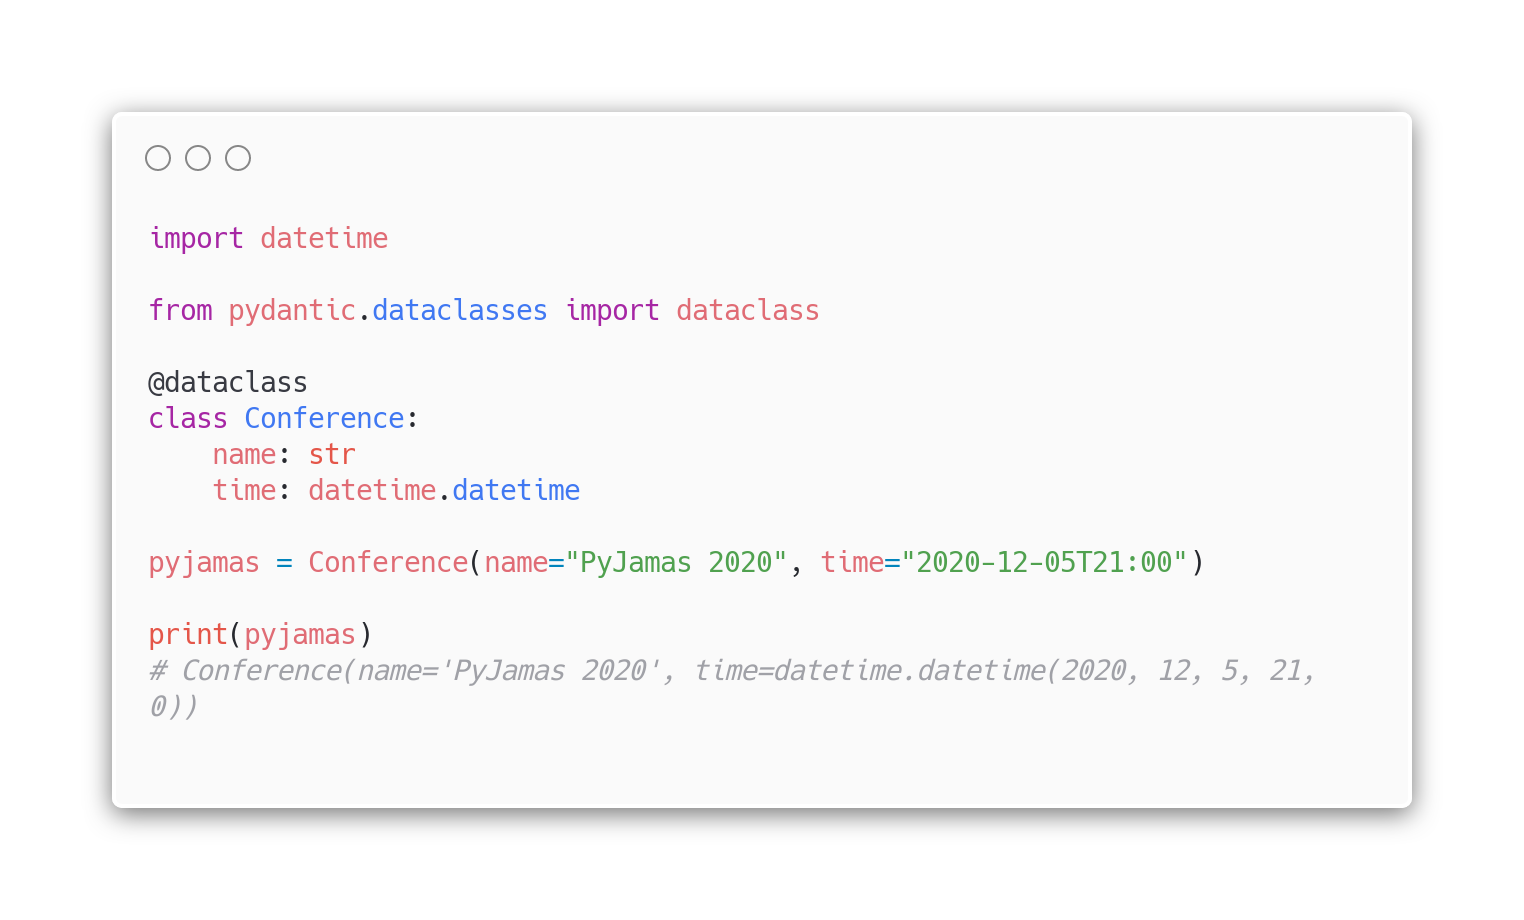 import datetime
from pydantic.dataclasses import dataclass
@dataclass
class Conference:
    name: str
    time: datetime.datetime
pyjamas = Conference(name="PyJamas 2020", time="2020-12-05T21:00")
print(pyjamas)
# Conference(name='PyJamas 2020', time=datetime.datetime(2020, 12, 5, 21,
0))